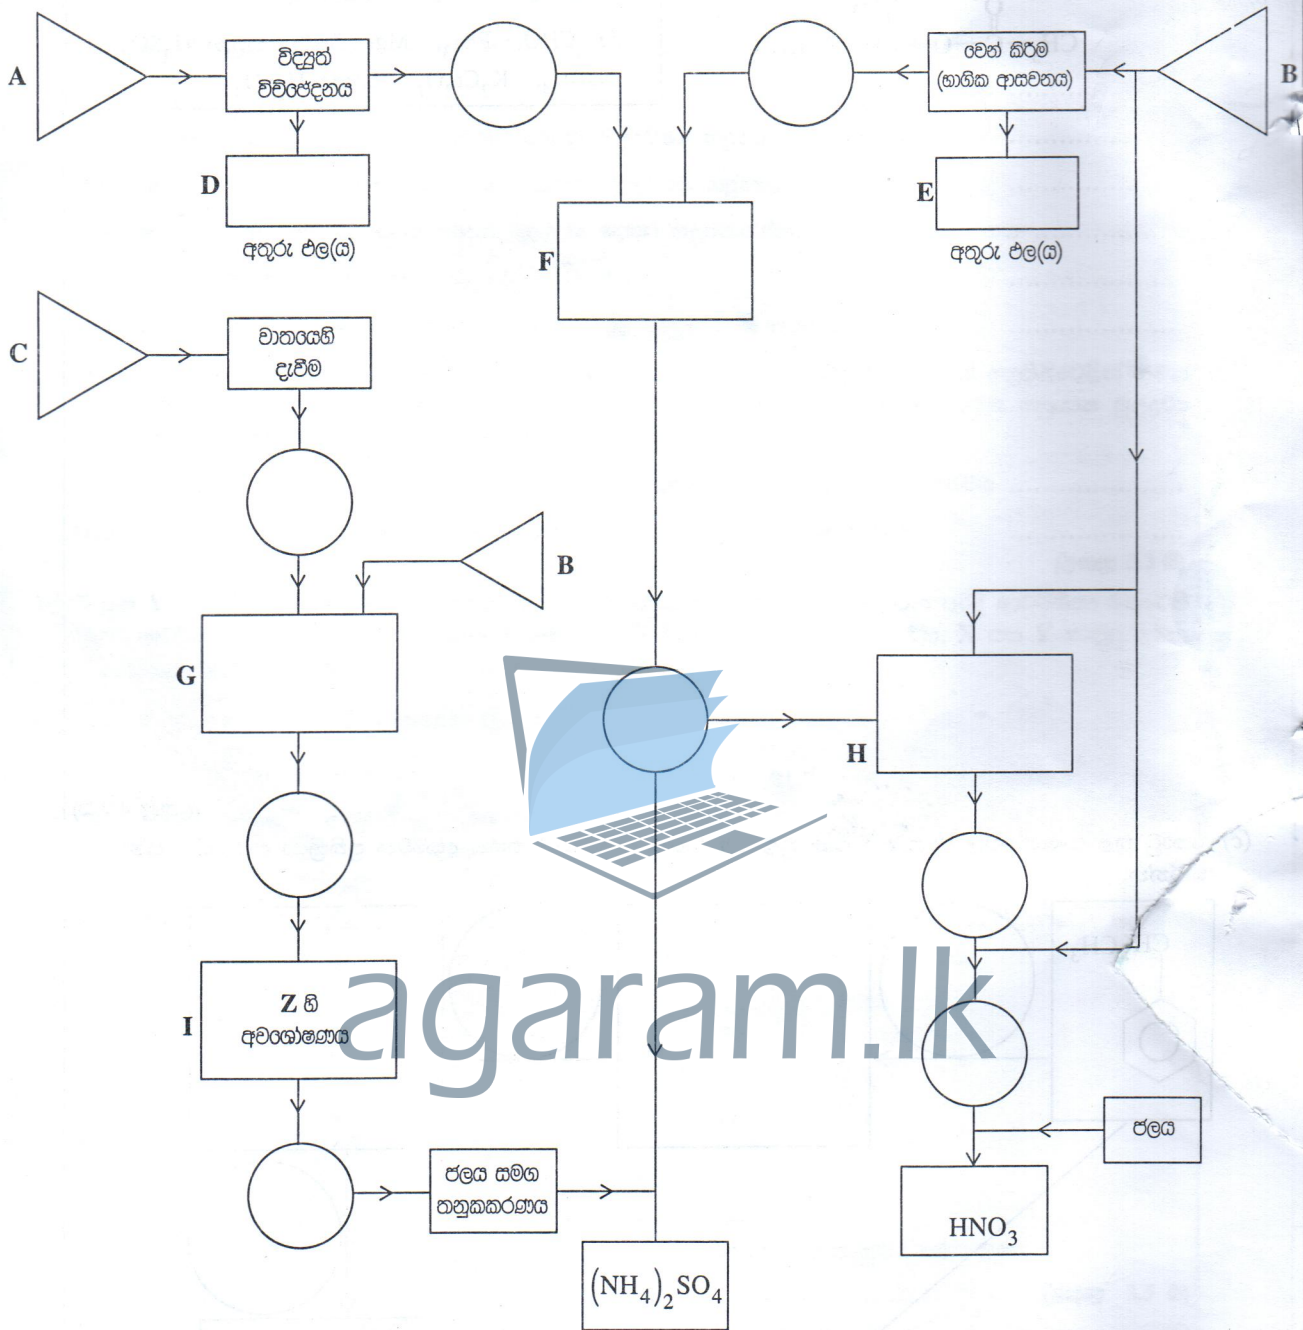 A
විද්‍යුත්
විච්ඡේදනය
වෙන් කිරීම
(භාගික ආසවනය)
B
D
E
අතුරු ඵල(ය)
අතුරු ඵල(ය)
F
C
වාතයෙහි
දැවීම
B
G
H
I
Z හි
අවශෝෂණය
agaram.lk
ජලය සමග
තනුකකරණය
ජලය
HNO3
(NH4)2SO4